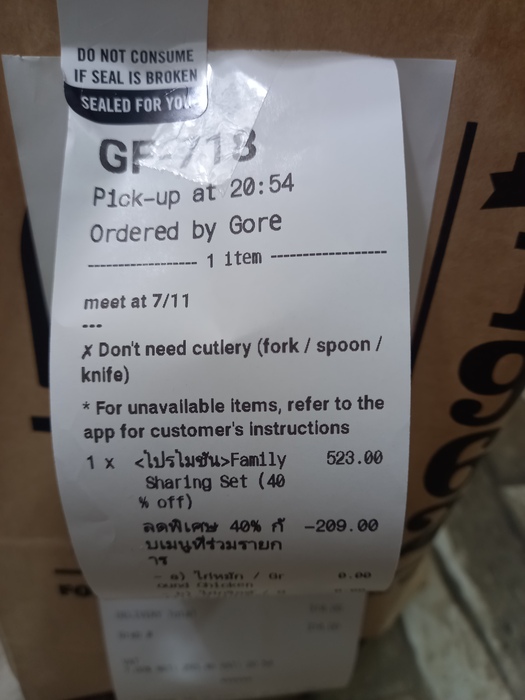 DO NOT CONSUME
IF SEAL IS BROKEN
SEALED FOR YOU
GF-713
Pick-up at 20:54
Ordered by Gore
1 item
meet at 7/11
---
✗ Don't need cutlery (fork / spoon /
knife)
* For unavailable items, refer to the
app for customer's instructions
1 x <โปรโมชัน>Family 523.00
Sharing Set (40
% off)
ลดพิเศษ 40% กั -209.00
บเมนูที่ร่วมรายก
าร
0.00